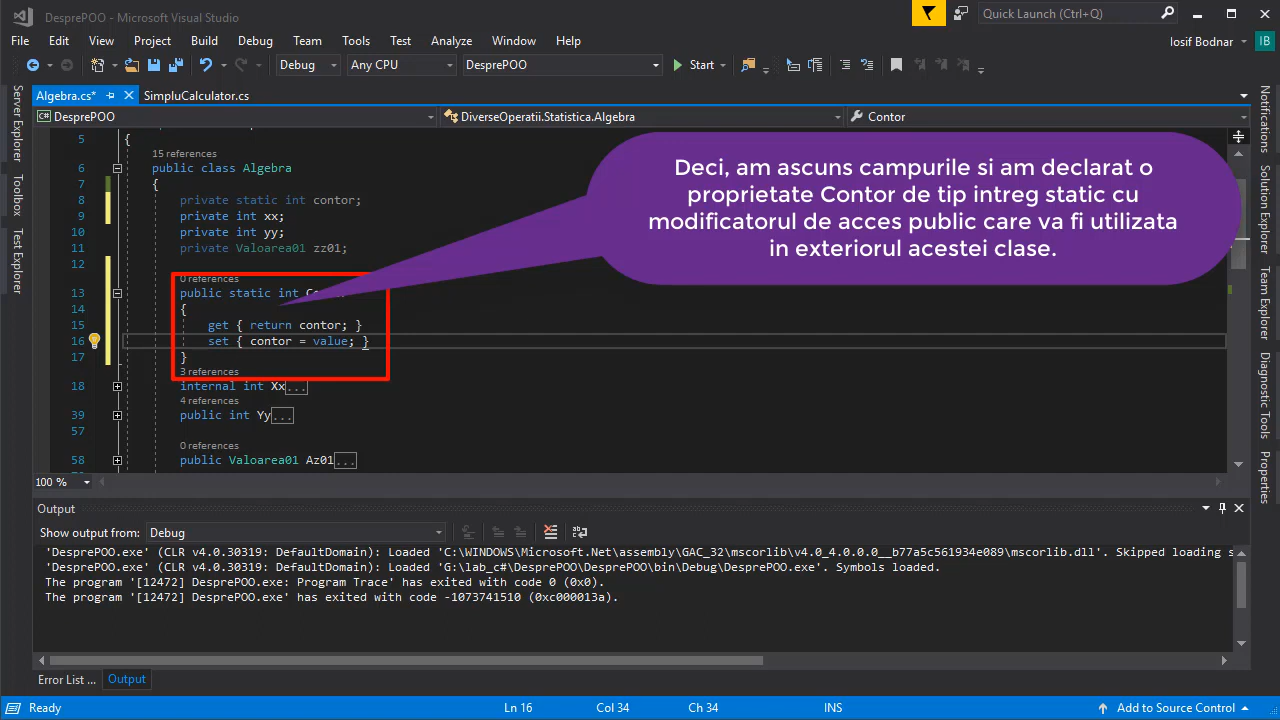 DesprePOO - Microsoft Visual Studio
Quick Launch (Ctrl+Q)
File Edit View Project Build Debug Team Tools Test Analyze Window Help
Iosif Bodnar IB
Debug Any CPU DesprePOO Start
Algebra.cs* SimpluCalculator.cs
C# DesprePOO DiverseOperatii.Statistica.Algebra Contor
Server Explorer
Toolbox
Test Explorer
5 {
15 references
6 public class Algebra
7 {
8 private static int contor;
9 private int xx;
10 private int yy;
11 private Valoarea01 zz01;
12
0 references
13 public static int
14 {
15 get { return contor; }
16 set { contor = value; }
17 }
3 references
18 internal int Xx...
4 references
39 public int Yy...
57
0 references
58 public Valoarea01 Az01...
Deci, am ascuns campurile si am declarat o
proprietate Contor de tip intreg static cu
modificatorul de acces public care va fi utilizata
in exteriorul acestei clase.
Notifications
Solution Explorer
Team Explorer
Diagnostic Tools
Properties
100 %
Output
Show output from: Debug
'DesprePOO.exe' (CLR v4.0.30319: DefaultDomain): Loaded 'C:\WINDOWS\Microsoft.Net\assembly\GAC_32\mscorlib\v4.0_4.0.0.0__b77a5c561934e089\mscorlib.dll'. Skipped loading s
'DesprePOO.exe' (CLR v4.0.30319: DefaultDomain): Loaded 'G:\lab_c#\DesprePOO\DesprePOO\bin\Debug\DesprePOO.exe'. Symbols loaded.
The program '[12472] DesprePOO.exe: Program Trace' has exited with code 0 (0x0).
The program '[12472] DesprePOO.exe' has exited with code -1073741510 (0xc000013a).
Error List ... Output
Ready Ln 16 Col 34 Ch 34 INS Add to Source Control